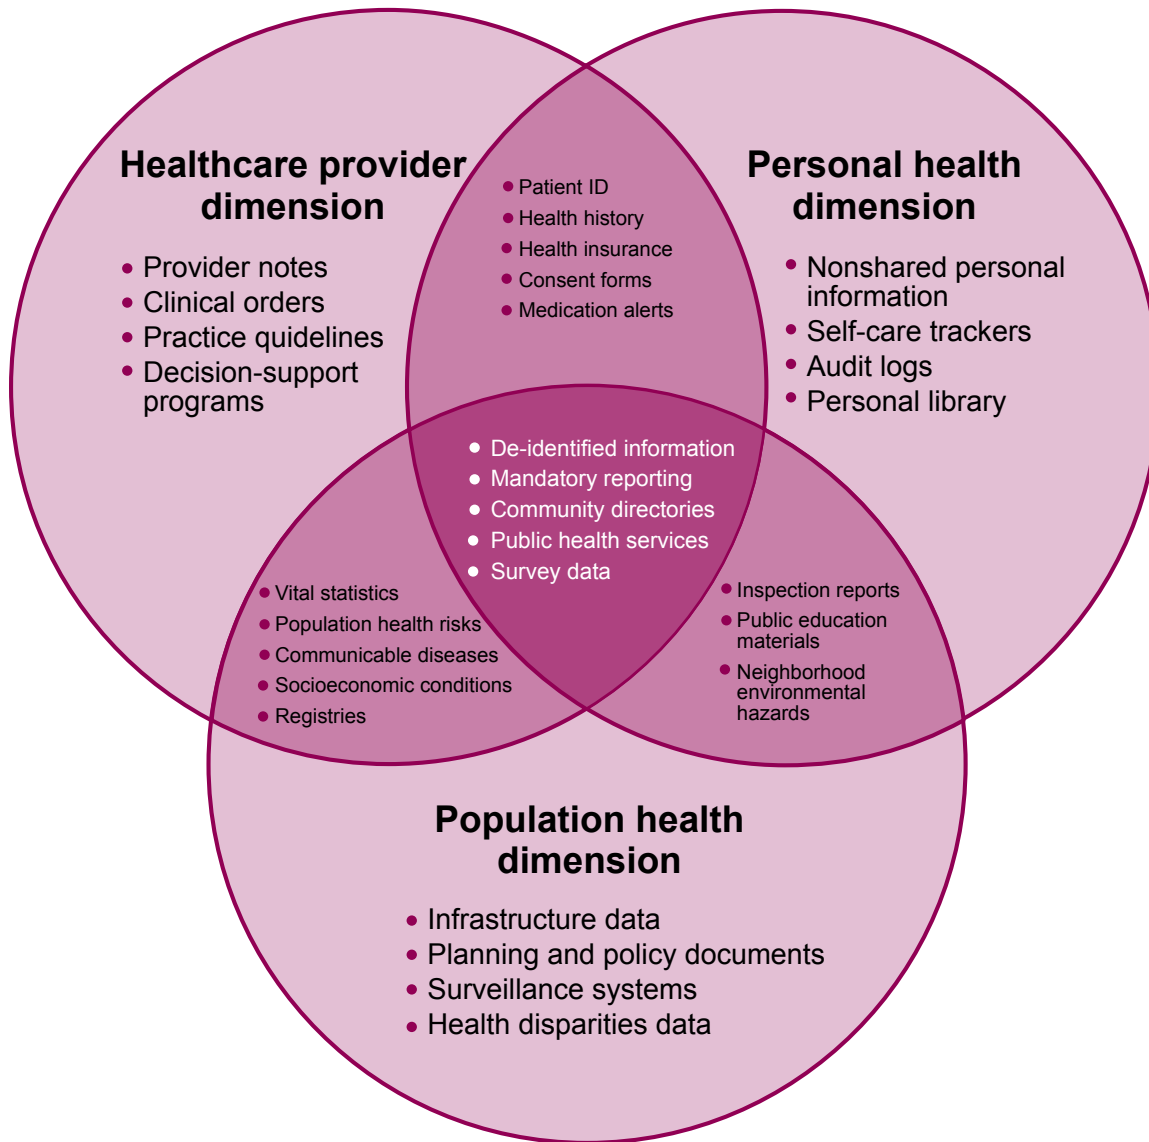 Healthcare provider
dimension
• Provider notes
• Clinical orders
• Practice quidelines
• Decision-support
programs
• Patient ID
• Health history
• Health insurance
• Consent forms
• Medication alerts
Personal health
dimension
• Nonshared personal
information
• Self-care trackers
• Audit logs
• Personal library
• De-identified information
• Mandatory reporting
• Community directories
• Public health services
• Survey data
• Vital statistics
• Population health risks
• Communicable diseases
• Socioeconomic conditions
• Registries
• Inspection reports
• Public education
materials
• Neighborhood
environmental
hazards
Population health
dimension
• Infrastructure data
• Planning and policy documents
• Surveillance systems
• Health disparities data